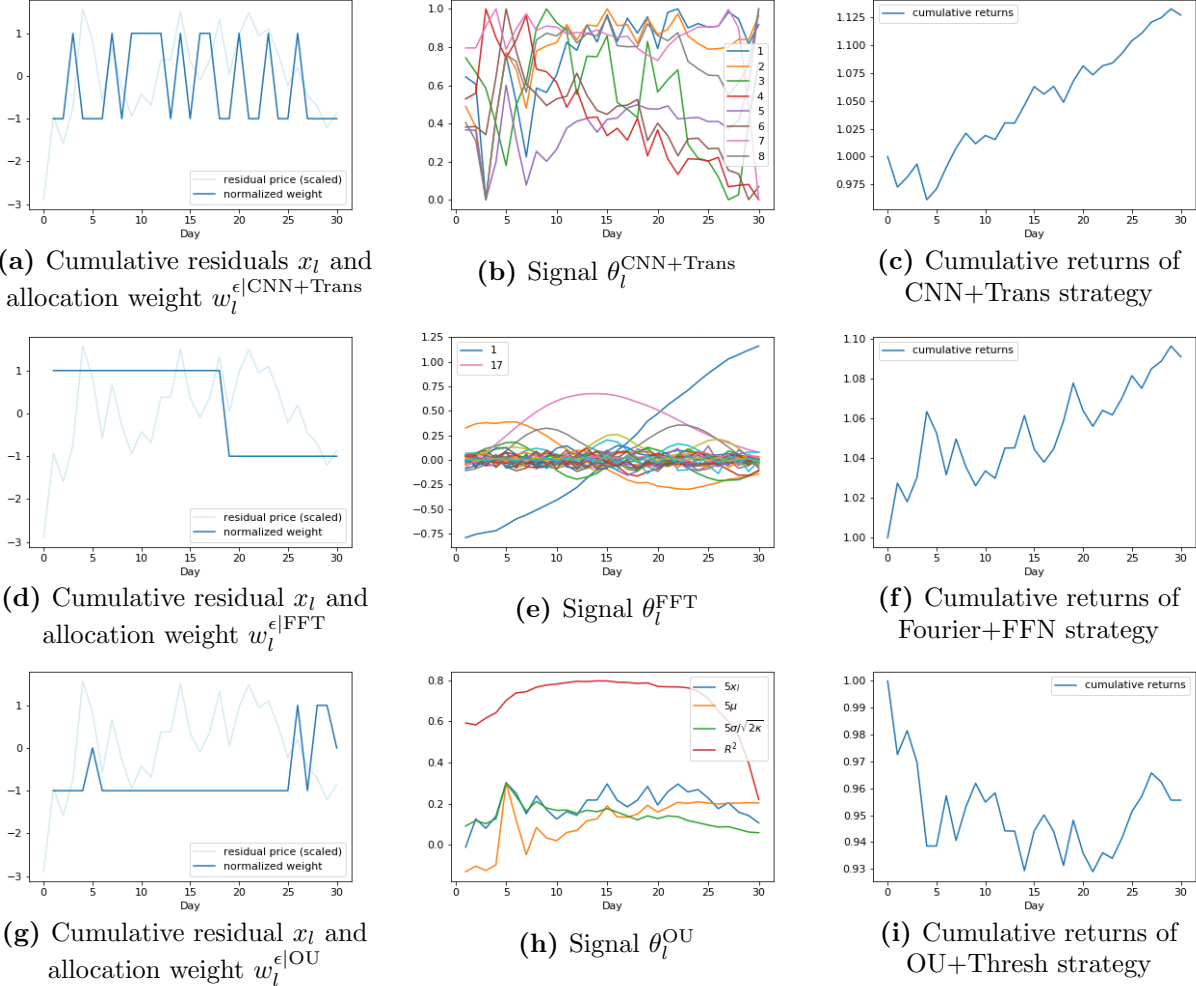 1
0
−1
−2
−3
0 5 10 15 20 25 30
Day
residual price (scaled)
normalized weight
(a) Cumulative residuals x_l and
allocation weight w_l^{ϵ|CNN+Trans}
1.0
0.8
0.6
0.4
0.2
0.0
0 5 10 15 20 25 30
Day
1
2
3
4
5
6
7
8
(b) Signal θ_l^{CNN+Trans}
1.125
1.100
1.075
1.050
1.025
1.000
0.975
0 5 10 15 20 25 30
Day
cumulative returns
(c) Cumulative returns of
CNN+Trans strategy
1
0
−1
−2
−3
0 5 10 15 20 25 30
Day
residual price (scaled)
normalized weight
(d) Cumulative residual x_l and
allocation weight w_l^{ϵ|FFT}
1.25
1.00
0.75
0.50
0.25
0.00
−0.25
−0.50
−0.75
0 5 10 15 20 25 30
Day
1
17
(e) Signal θ_l^{FFT}
1.10
1.08
1.06
1.04
1.02
1.00
0 5 10 15 20 25 30
Day
cumulative returns
(f) Cumulative returns of
Fourier+FFN strategy
1
0
−1
−2
−3
0 5 10 15 20 25 30
Day
residual price (scaled)
normalized weight
(g) Cumulative residual x_l and
allocation weight w_l^{ϵ|OU}
0.8
0.6
0.4
0.2
0.0
0 5 10 15 20 25 30
Day
5x_l
5μ
5σ/√2κ
R²
(h) Signal θ_l^{OU}
1.00
0.99
0.98
0.97
0.96
0.95
0.94
0.93
0 5 10 15 20 25 30
Day
cumulative returns
(i) Cumulative returns of
OU+Thresh strategy